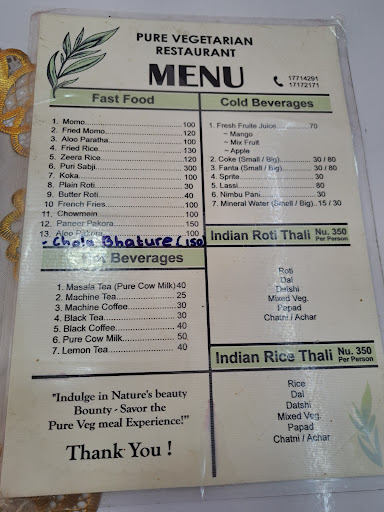 PURE VEGETARIAN
RESTAURANT
MENU
17714291
17172171
Fast Food
1. Momo 100
2. Fried Momo 120
3. Aloo Paratha 100
4. Fried Rice 130
5. Zeera Rice 120
6. Puri Sabji 300
7. Koka 100
8. Plain Roti 30
9. Butter Roti 40
10 French Fries 100
11. Chowmein 100
12. Paneer Pakora 150
13. Aloo Pakora 100
- Chola Bhature (150
Beverages
1. Masala Tea (Pure Cow Milk) 40
2. Machine Tea 25
3. Machine Coffee 30
4. Black Tea 30
5. Black Coffee 40
6. Pure Cow Milk 50
7. Lemon Tea 40
"Indulge in Nature's beauty
Bounty - Savor the
Pure Veg meal Experience!"
Thank You !
Cold Beverages
1. Fresh Fruite Juice 70
~ Mango
~ Mix Fruit
~ Apple
2. Coke (Small / Big) 30 / 80
3. Fanta (Small / Big) 30 / 80
4. Sprite 30
5. Lassi 80
6. Nimbu Pani 30
7. Mineral Water (Small / Big) 15 / 30
Indian Roti Thali Nu. 350
Per Person
Roti
Dal
Datshi
Mixed Veg.
Papad
Chatni / Achar
Indian Rice Thali Nu. 350
Per Person
Rice
Dal
Datshi
Mixed Veg.
Papad
Chatni / Achar